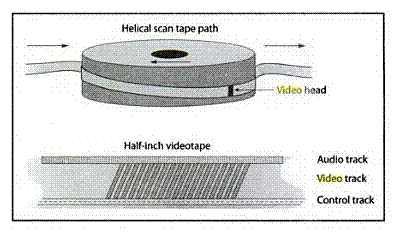 Helical scan tape path
Video head
Half-inch videotape
Audio track
Video track
Control track